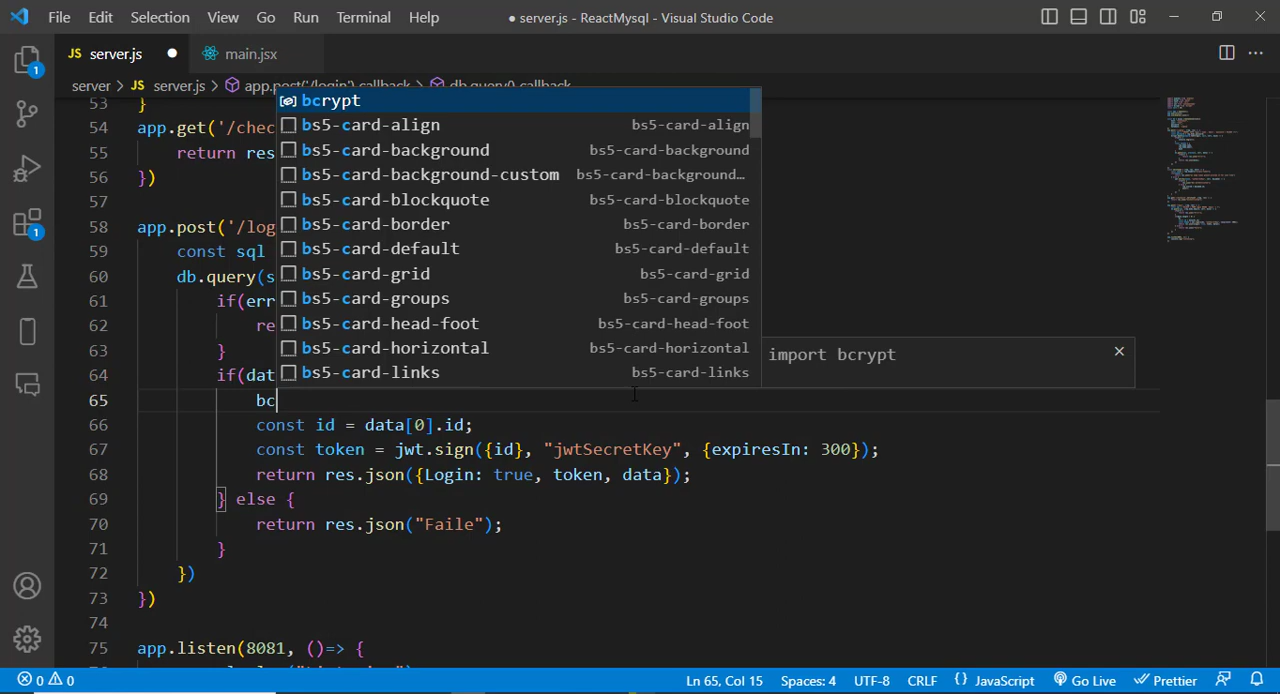 File Edit Selection View Go Run Terminal Help ● server.js - ReactMysql - Visual Studio Code
JS server.js ● main.jsx
server > JS server.js > app.post('/login') callback > db.query() callback
53 }
54 app.get('/chec
55 return res
56 })
57
58 app.post('/log
59 const sql
60 db.query(s
61 if(err
62 re
63 }
64 if(dat
65 bc
66 const id = data[0].id;
67 const token = jwt.sign({id}, "jwtSecretKey", {expiresIn: 300});
68 return res.json({Login: true, token, data});
69 } else {
70 return res.json("Faile");
71 }
72 })
73 })
74
75 app.listen(8081, ()=> {
bcrypt
bs5-card-align bs5-card-align
bs5-card-background bs5-card-background
bs5-card-background-custom bs5-card-background…
bs5-card-blockquote bs5-card-blockquote
bs5-card-border bs5-card-border
bs5-card-default bs5-card-default
bs5-card-grid bs5-card-grid
bs5-card-groups bs5-card-groups
bs5-card-head-foot bs5-card-head-foot
bs5-card-horizontal bs5-card-horizontal
bs5-card-links bs5-card-links
import bcrypt
1
1
0 0 Ln 65, Col 15 Spaces: 4 UTF-8 CRLF {} JavaScript Go Live Prettier